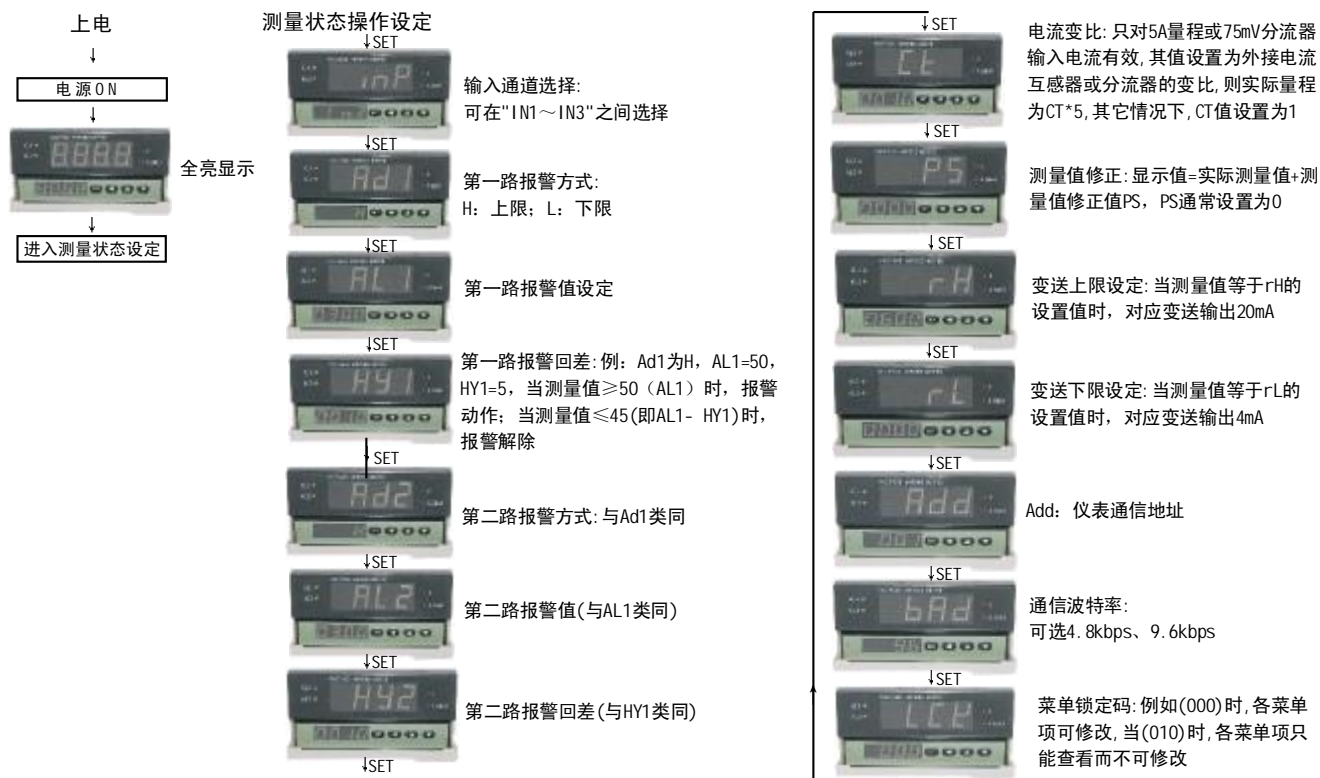 上电
↓
电源ON
↓
全亮显示
↓
进入测量状态设定
测量状态操作设定
↓SET
inP
输入通道选择:
可在"IN1～IN3"之间选择
↓SET
Ad1
第一路报警方式:
H: 上限; L: 下限
↓SET
AL1
第一路报警值设定
↓SET
HY1
第一路报警回差:例: Ad1为H, AL1=50,
HY1=5, 当测量值≥50 (AL1) 时, 报警
动作; 当测量值≤45(即AL1- HY1)时,
报警解除
↓SET
Ad2
第二路报警方式:与Ad1类同
↓SET
AL2
第二路报警值(与AL1类同)
↓SET
HY2
第二路报警回差(与HY1类同)
↓SET
↓SET
Ct
电流变比:只对5A量程或75mV分流器
输入电流有效,其值设置为外接电流
互感器或分流器的变比,则实际量程
为CT*5,其它情况下,CT值设置为1
↓SET
PS
测量值修正:显示值=实际测量值+测
量值修正值PS, PS通常设置为0
↓SET
rH
变送上限设定:当测量值等于rH的
设置值时, 对应变送输出20mA
↓SET
rL
变送下限设定:当测量值等于rL的
设置值时, 对应变送输出4mA
↓SET
Add
Add: 仪表通信地址
↓SET
bAd
通信波特率:
可选4.8kbps、9.6kbps
↓SET
LCK
菜单锁定码:例如(000)时,各菜单
项可修改,当(010)时,各菜单项只
能查看而不可修改